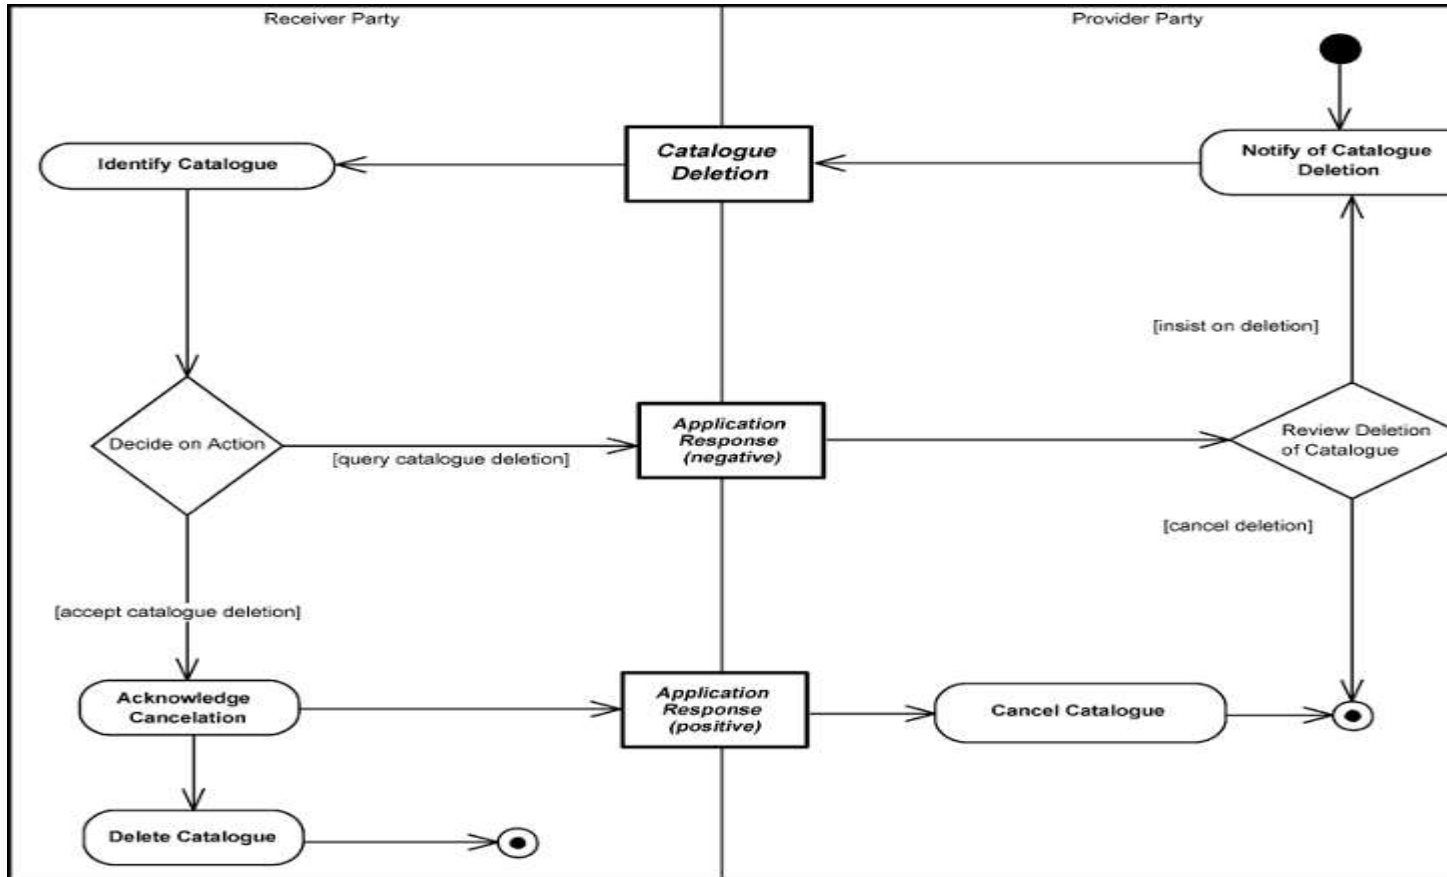 Receiver Party
Provider Party
Identify Catalogue
Catalogue
Deletion
Notify of Catalogue
Deletion
[insist on deletion]
Decide on Action
[query catalogue deletion]
Application
Response
(negative)
Review Deletion
of Catalogue
[cancel deletion]
[accept catalogue deletion]
Acknowledge
Cancelation
Application
Response
(positive)
Cancel Catalogue
Delete Catalogue